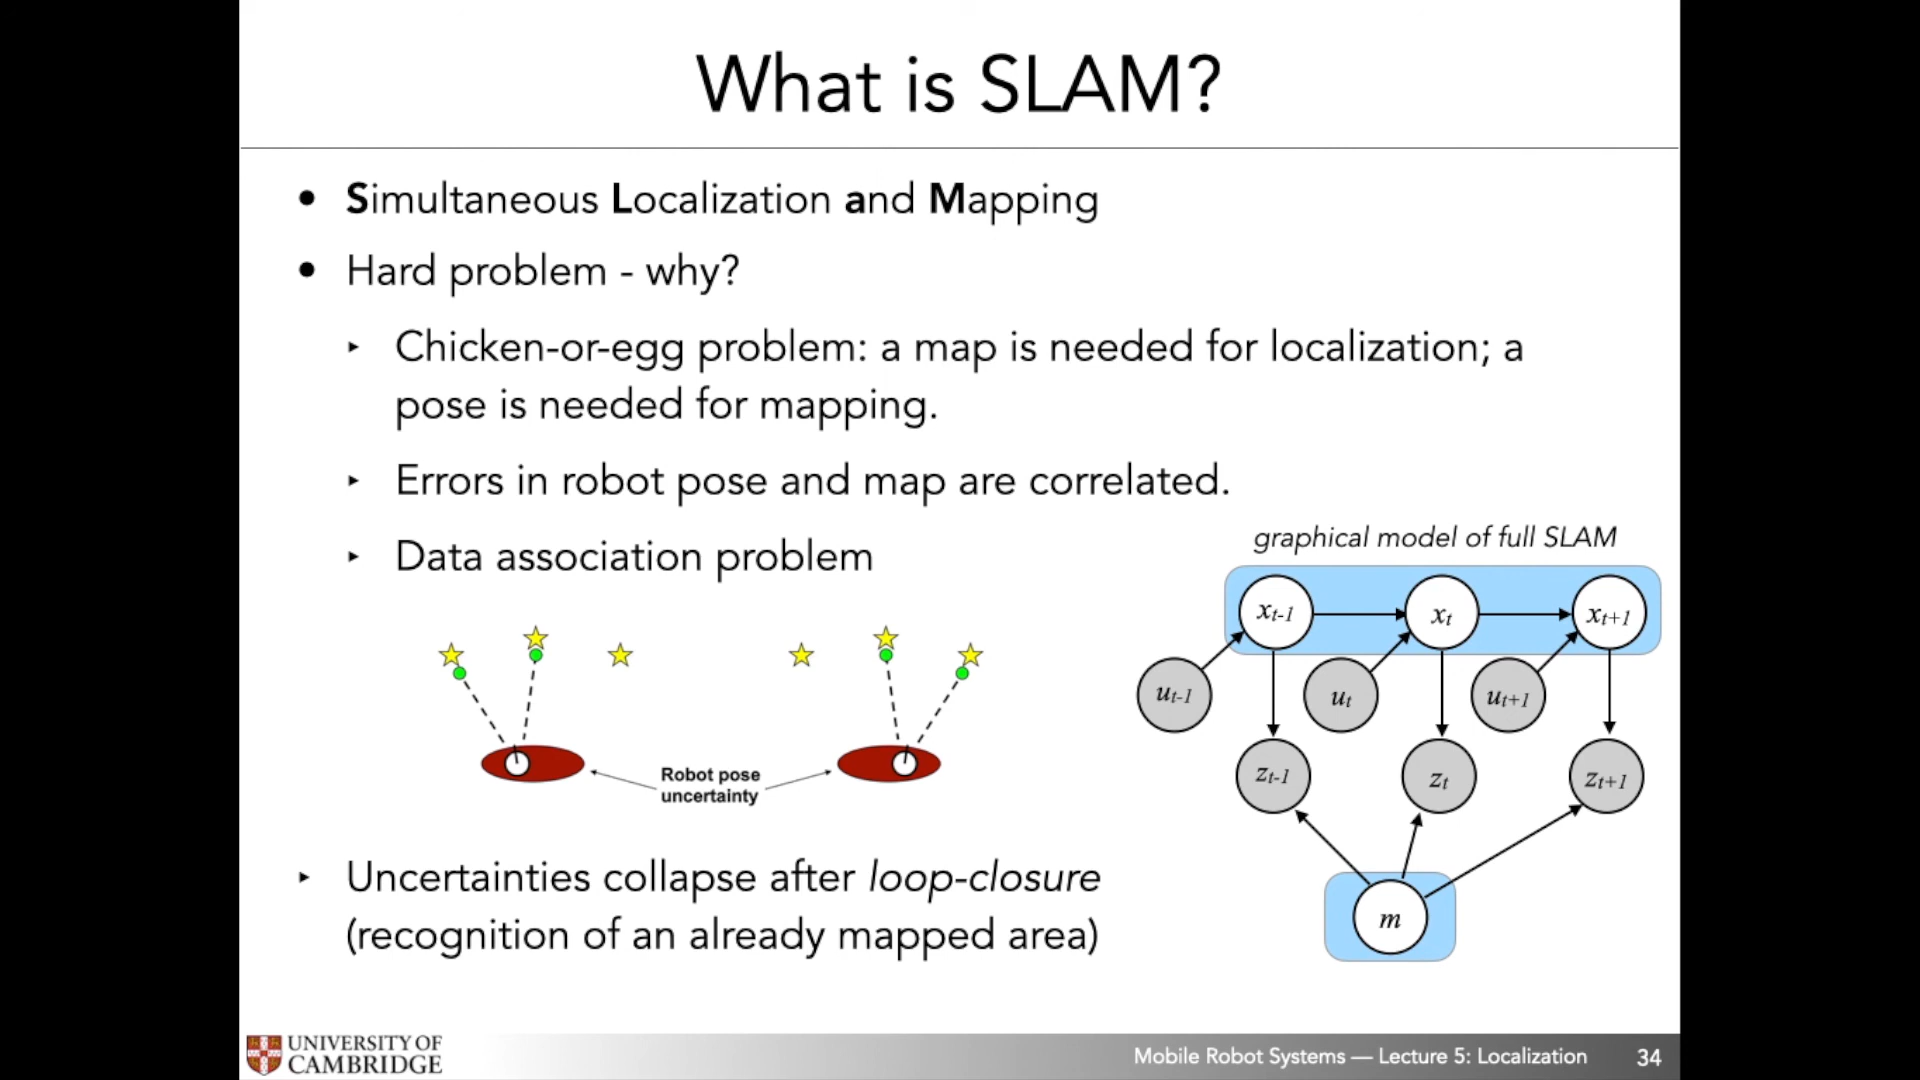 What is SLAM?
• Simultaneous Localization and Mapping
• Hard problem - why?
‣ Chicken-or-egg problem: a map is needed for localization; a
pose is needed for mapping.
‣ Errors in robot pose and map are correlated.
‣ Data association problem
graphical model of full SLAM
xt-1
xt
xt+1
ut-1
ut
ut+1
zt-1
zt
zt+1
m
Robot pose
uncertainty
‣ Uncertainties collapse after loop-closure
(recognition of an already mapped area)
UNIVERSITY OF
CAMBRIDGE
Mobile Robot Systems — Lecture 5: Localization 34